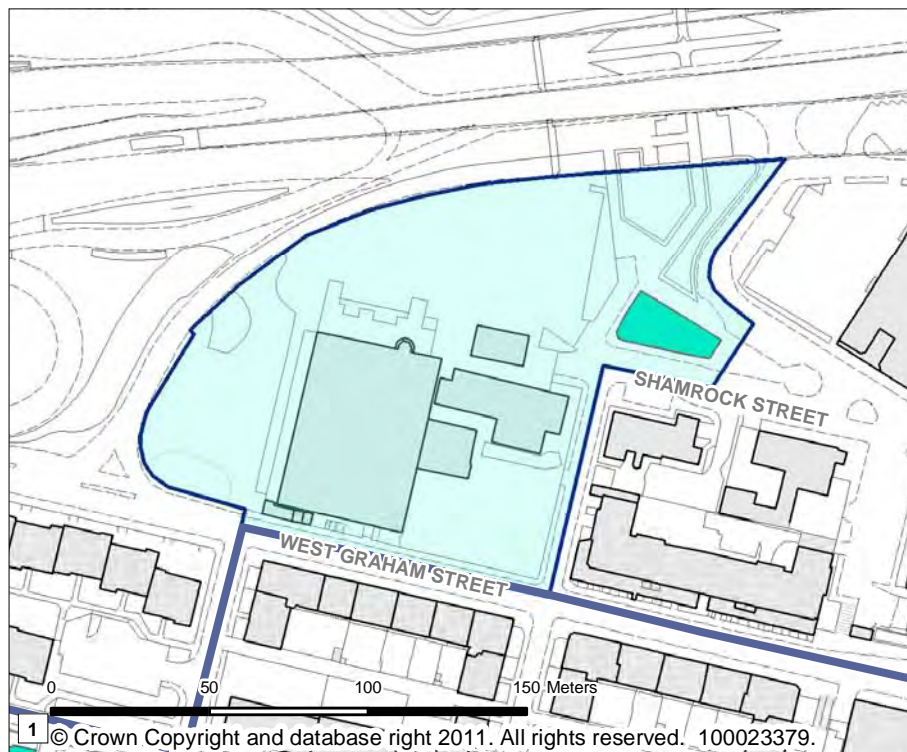 SHAMROCK STREET
WEST GRAHAM STREET
0 50 100 150 Meters
1 © Crown Copyright and database right 2011. All rights reserved. 100023379.